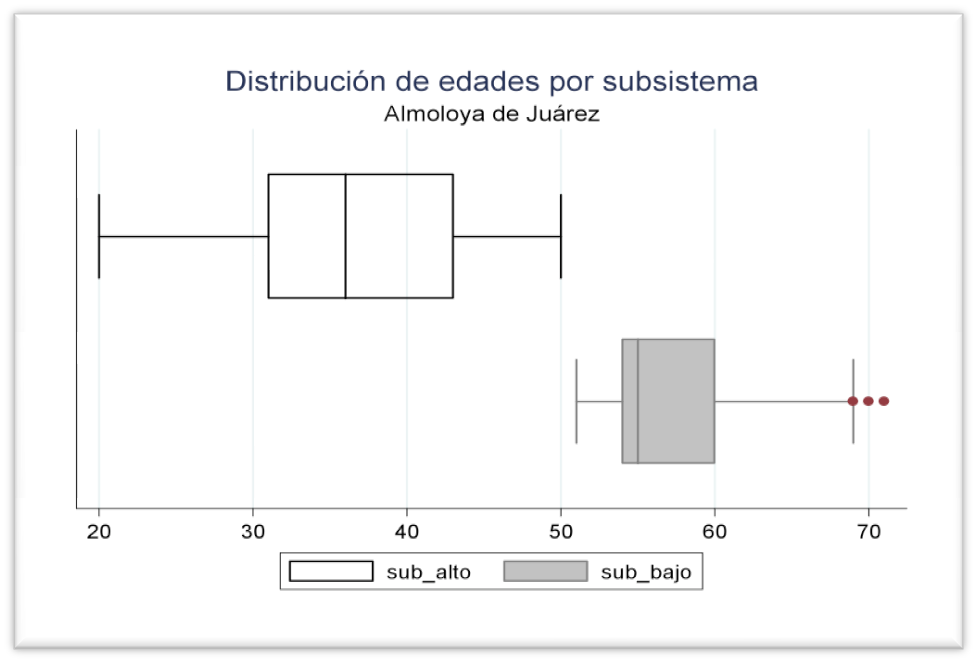 Distribución de edades por subsistema
Almoloya de Juárez
20 30 40 50 60 70
sub_alto sub_bajo